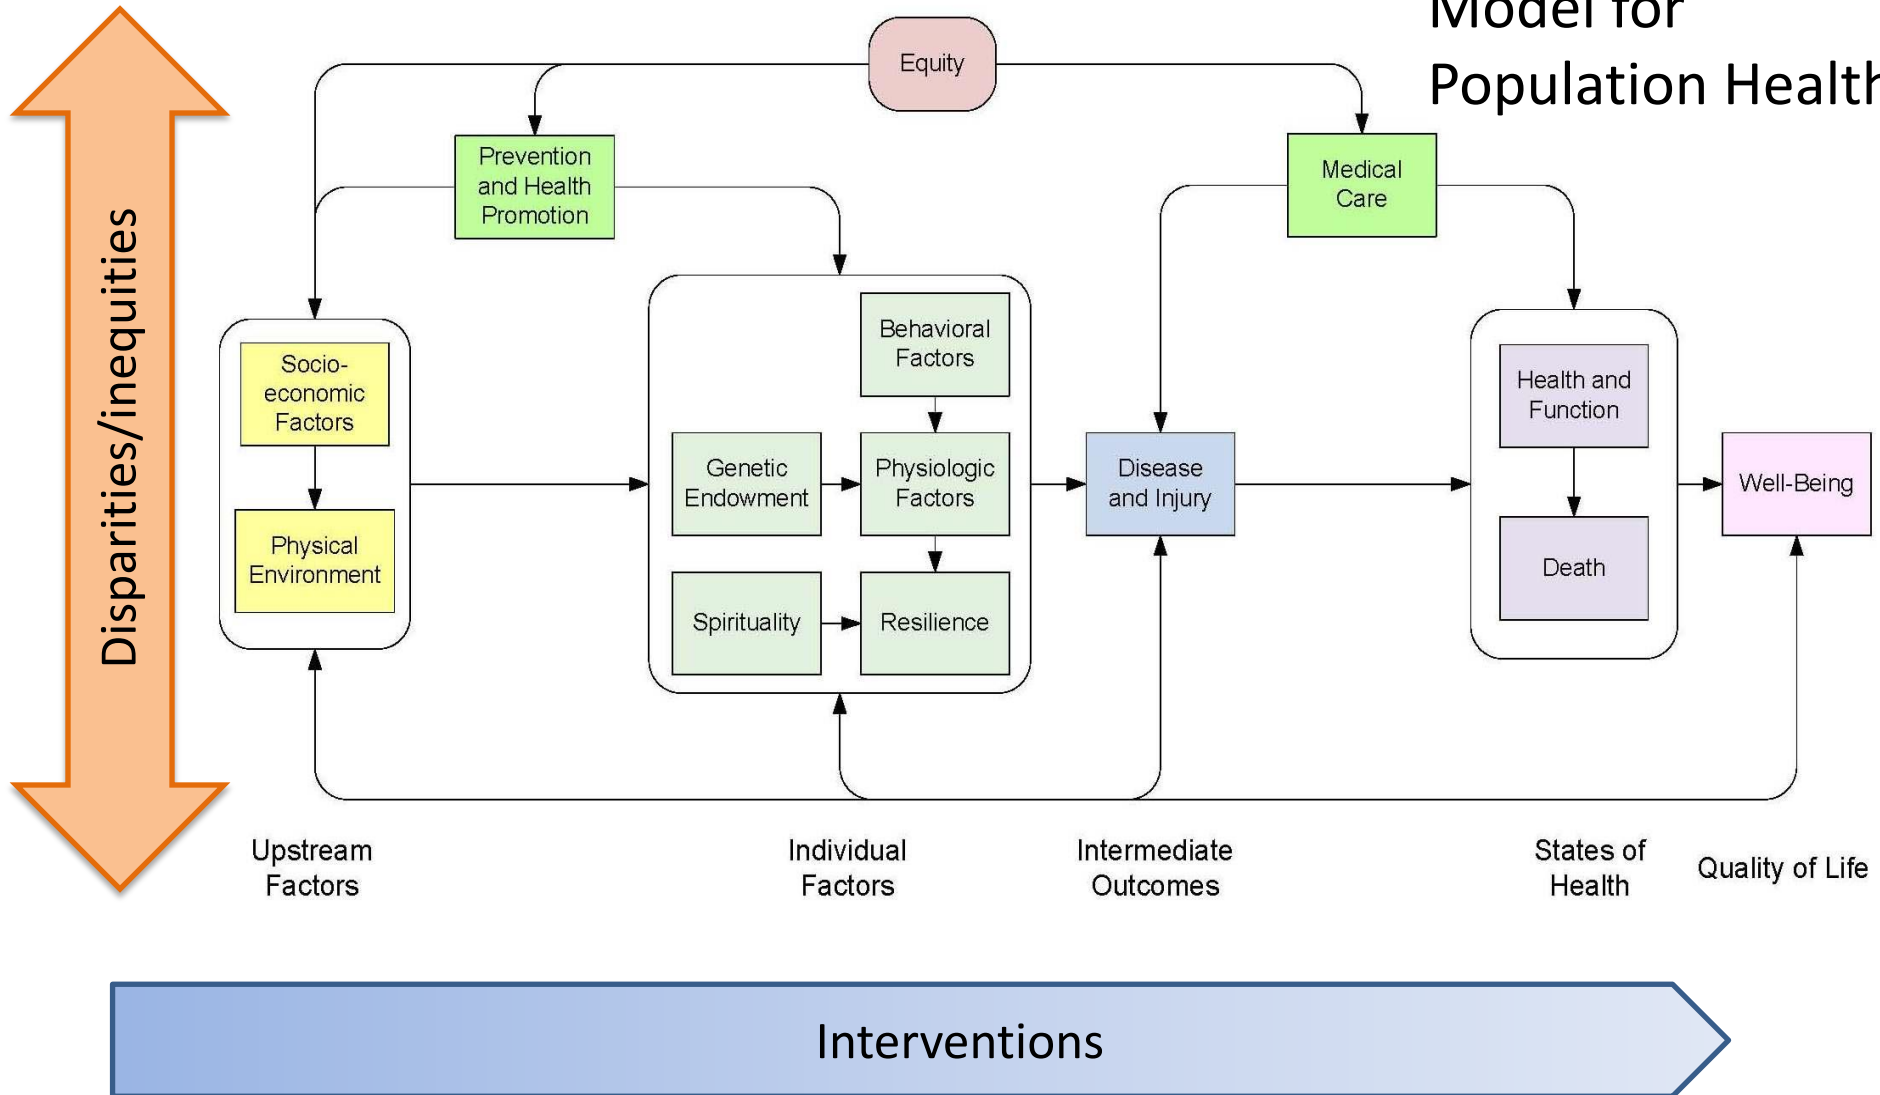 Model for
Population Health
Equity
Prevention
and Health
Promotion
Medical
Care
Disparities/inequities
Socio-
economic
Factors
Physical
Environment
Behavioral
Factors
Genetic
Endowment
Physiologic
Factors
Spirituality
Resilience
Disease
and Injury
Health and
Function
Death
Well-Being
Upstream
Factors
Individual
Factors
Intermediate
Outcomes
States of
Health
Quality of Life
Interventions